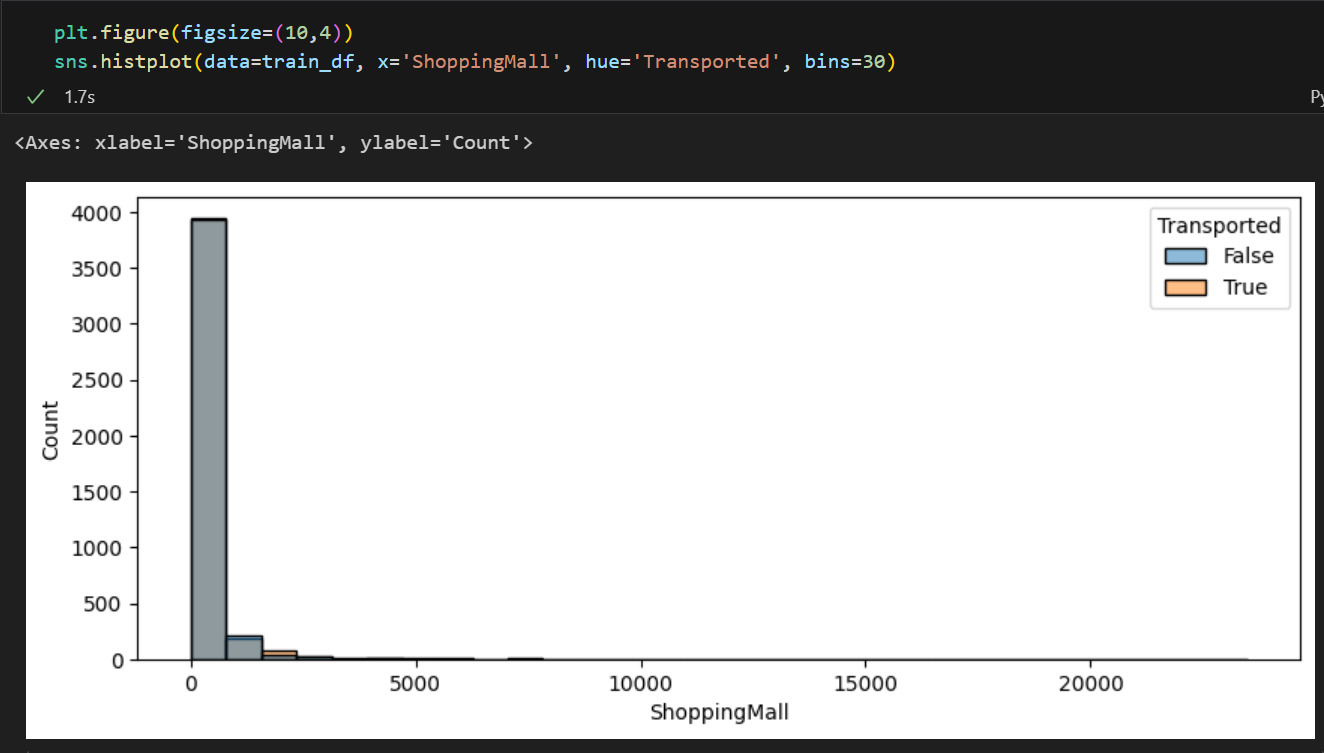 plt.figure(figsize=(10,4))
sns.histplot(data=train_df, x='ShoppingMall', hue='Transported', bins=30)
1.7s
Py
<Axes: xlabel='ShoppingMall', ylabel='Count'>
Transported
False
True
Count
4000
3500
3000
2500
2000
1500
1000
500
0
0 5000 10000 15000 20000
ShoppingMall